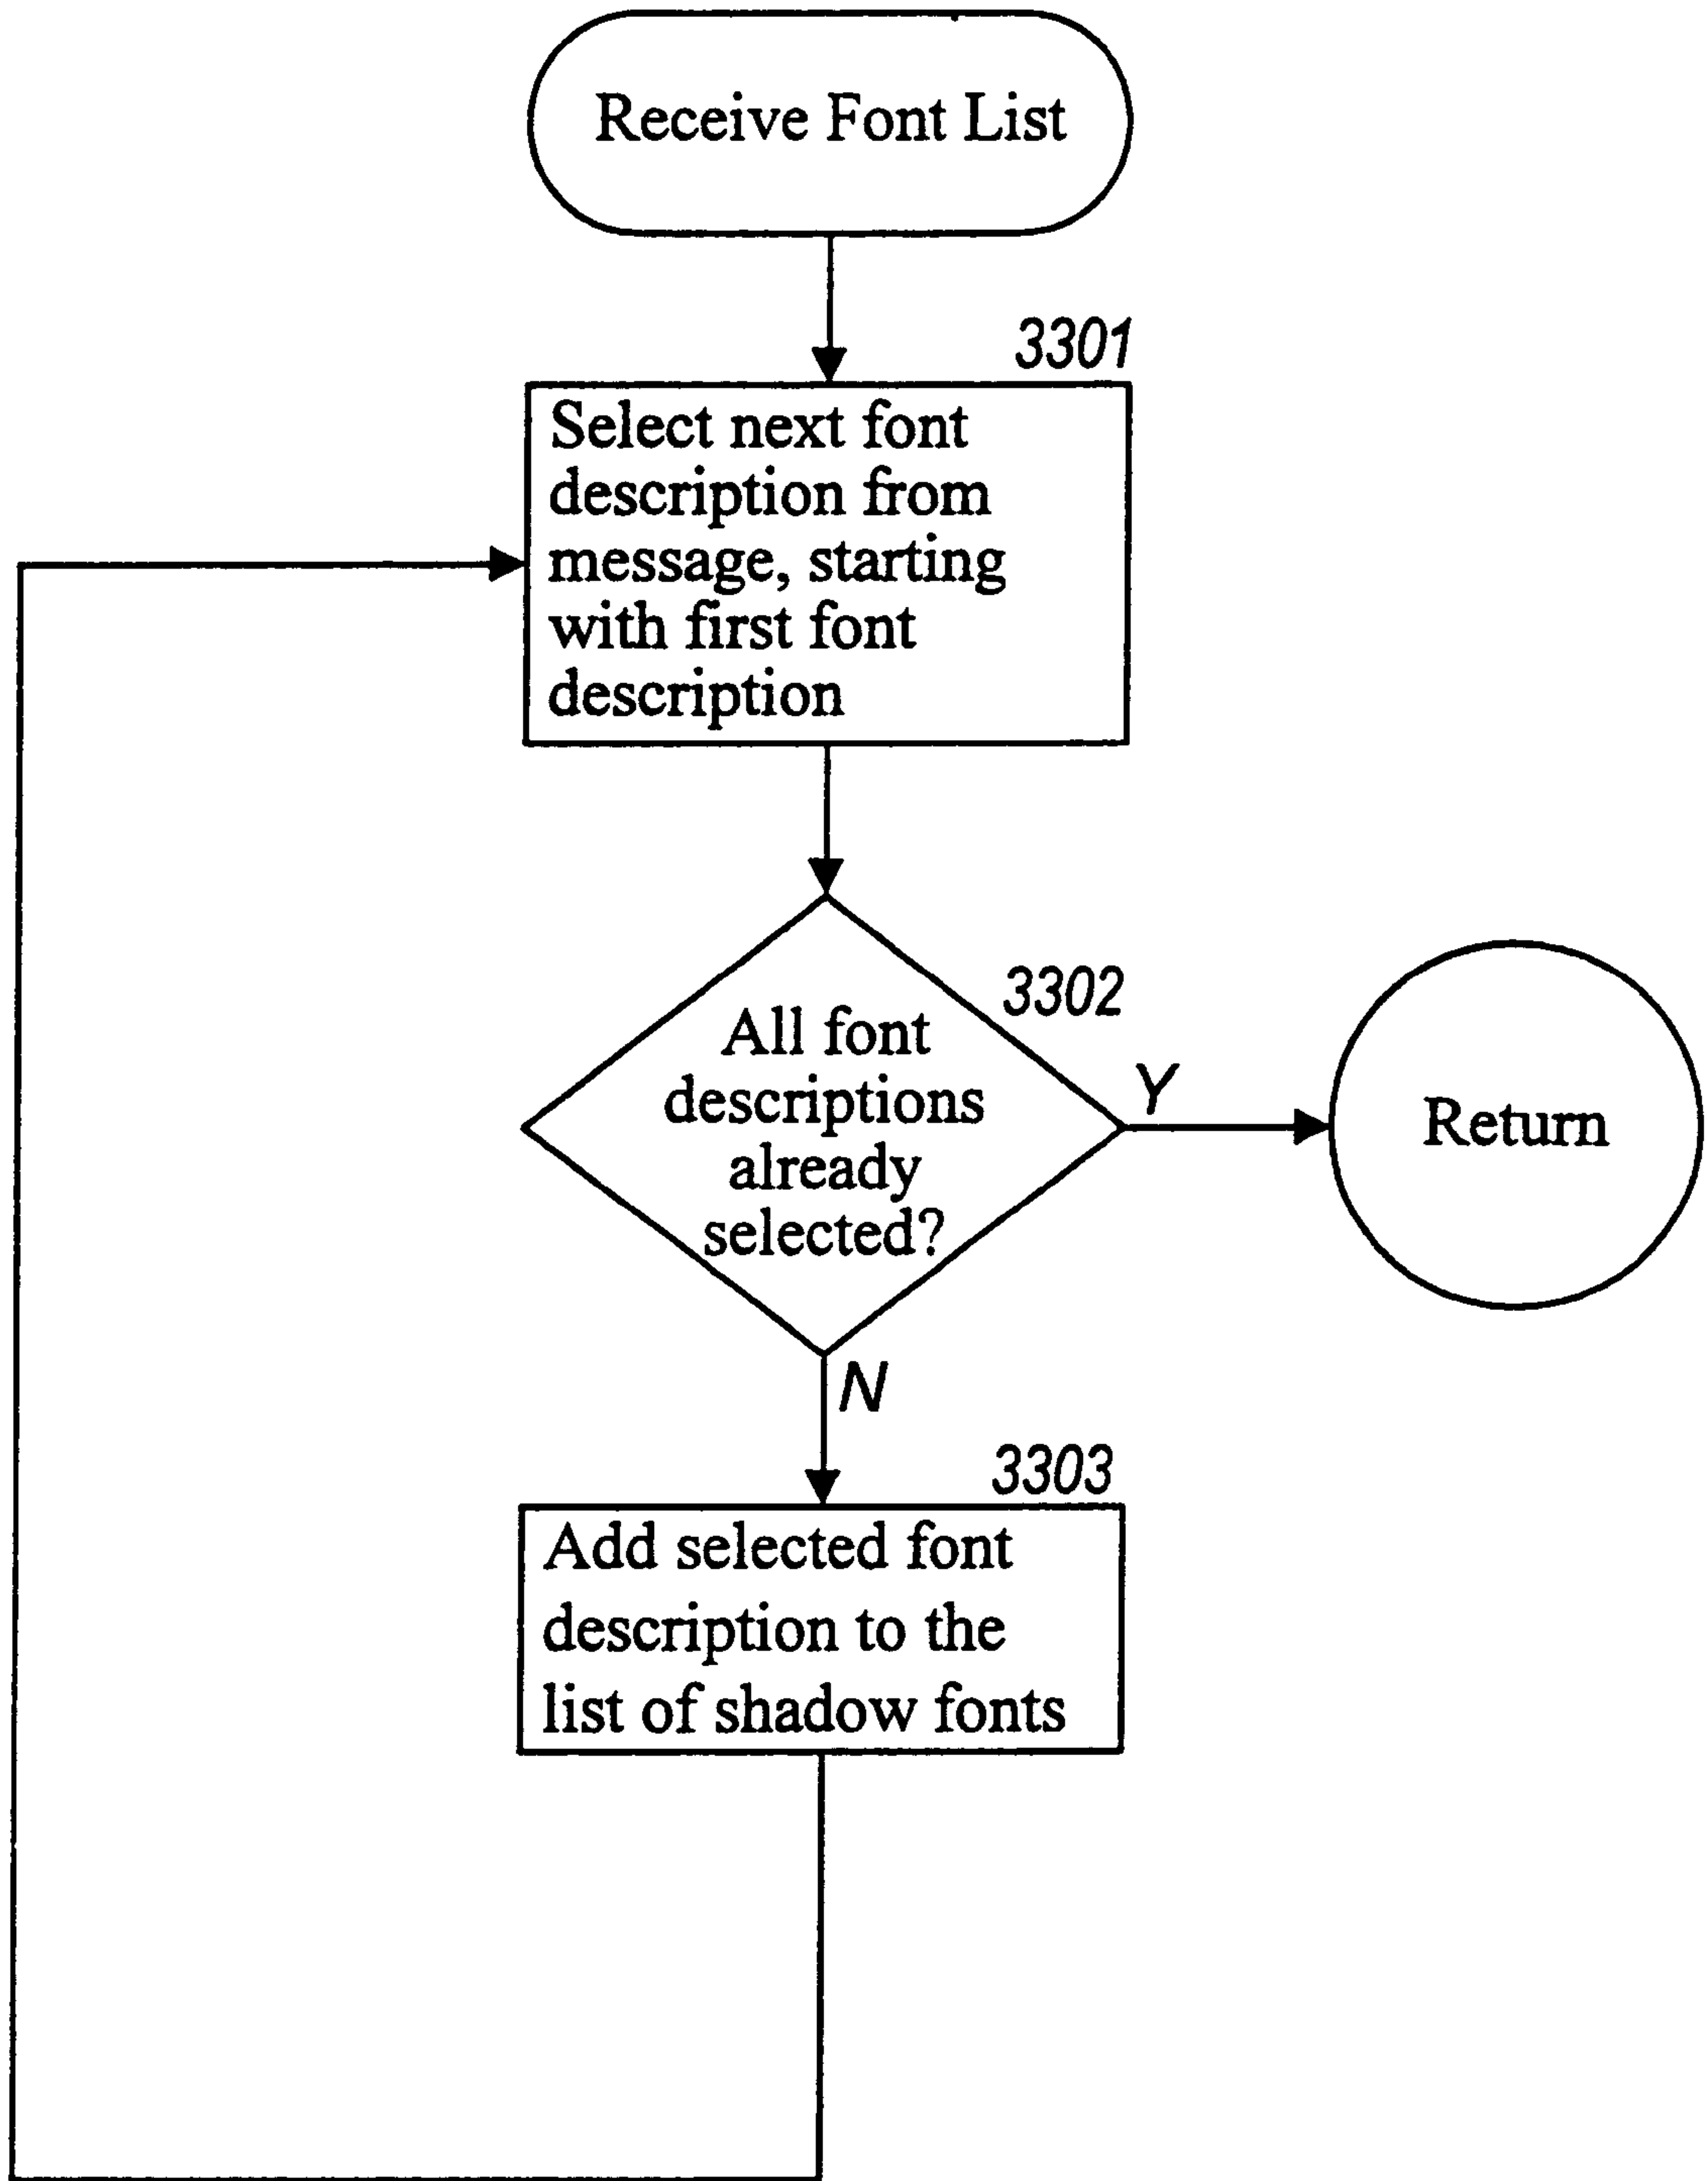 Receive Font List
3301
Select next font
description from
message, starting
with first font
description
3302
All font
descriptions
already
selected?
Y
Return
N
3303
Add selected font
description to the
list of shadow fonts